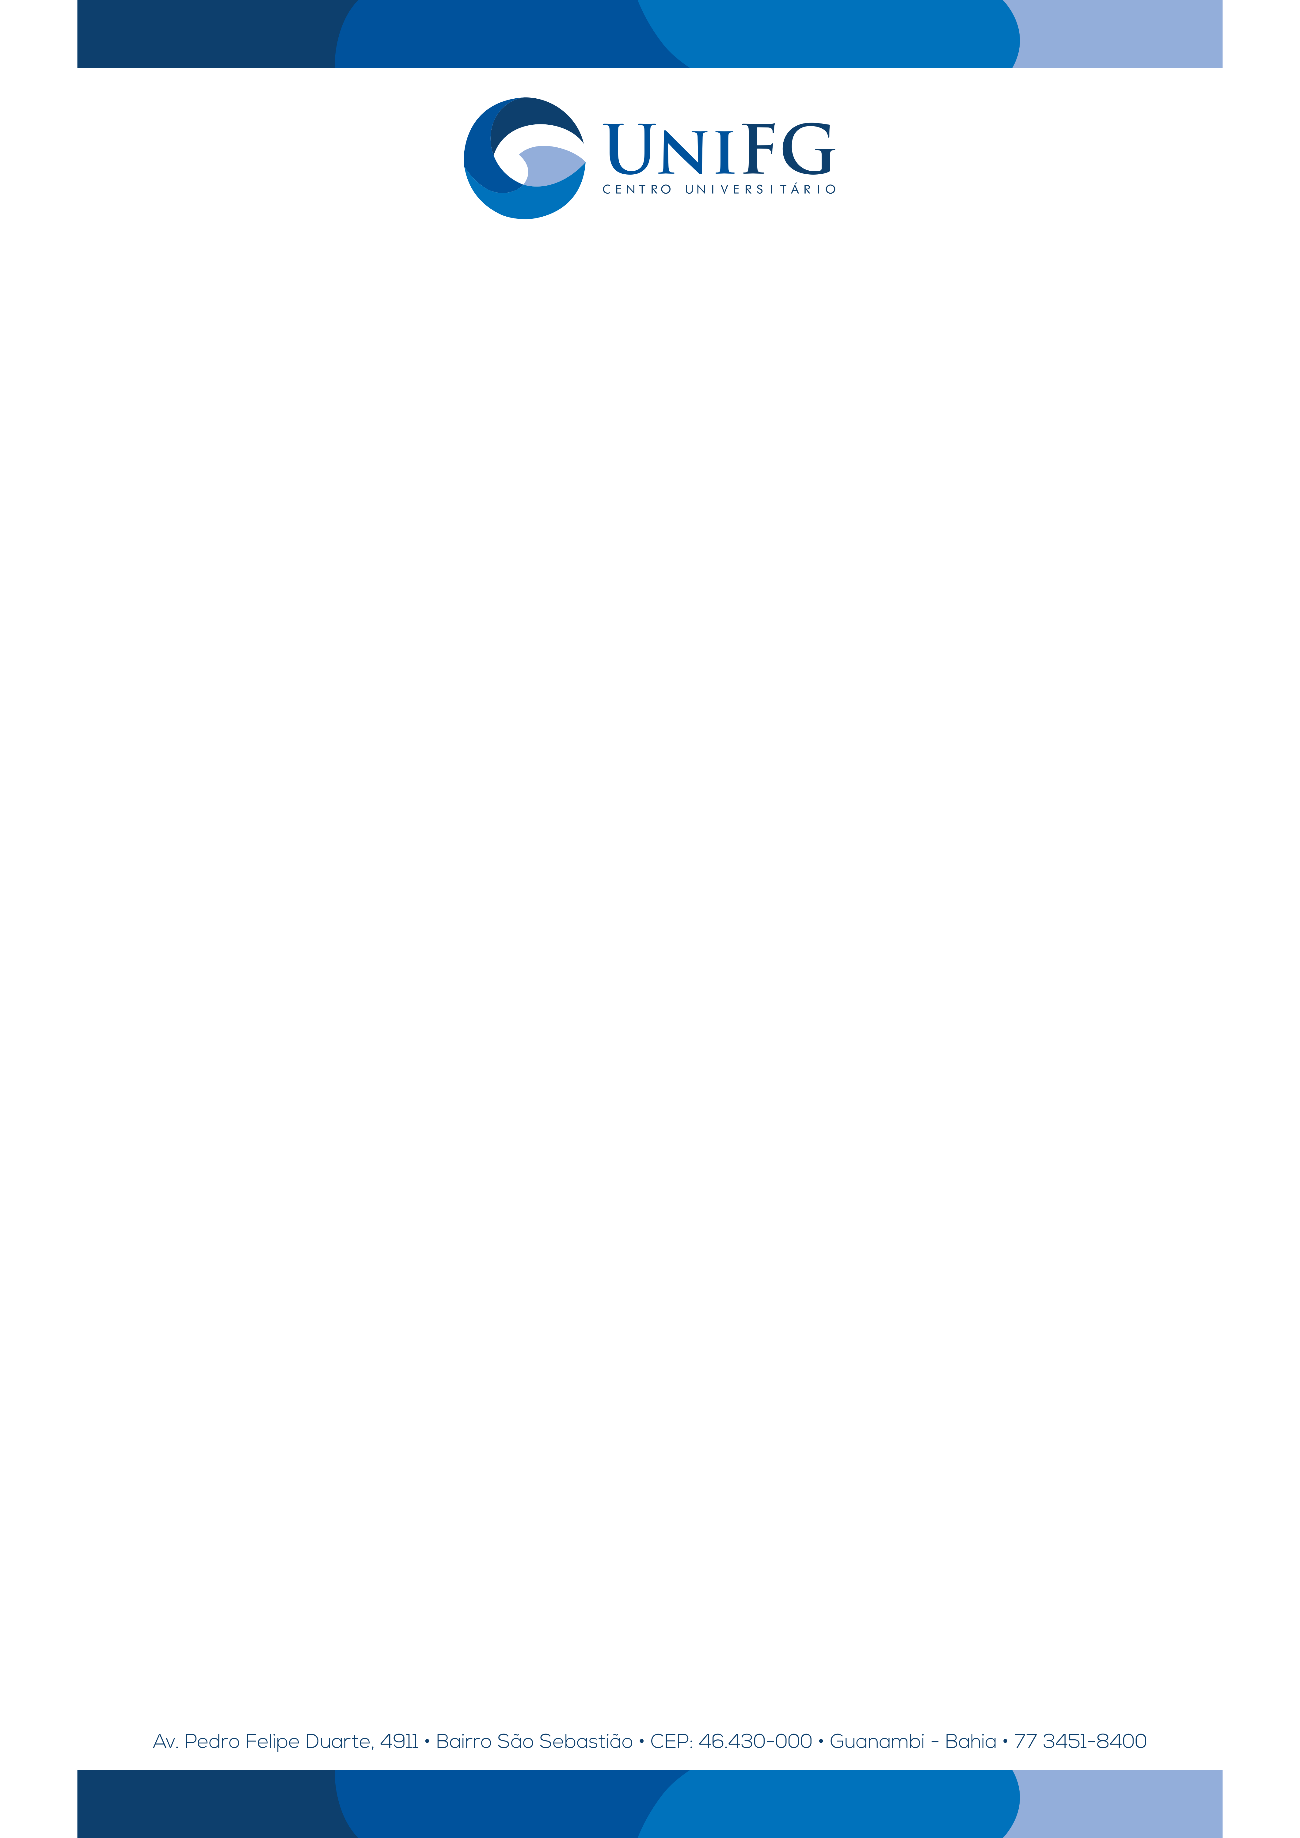 UNIFG
CENTRO UNIVERSITÁRIO
Av. Pedro Felipe Duarte, 4911 • Bairro São Sebastião • CEP: 46.430-000 • Guanambi - Bahia • 77 3451-8400